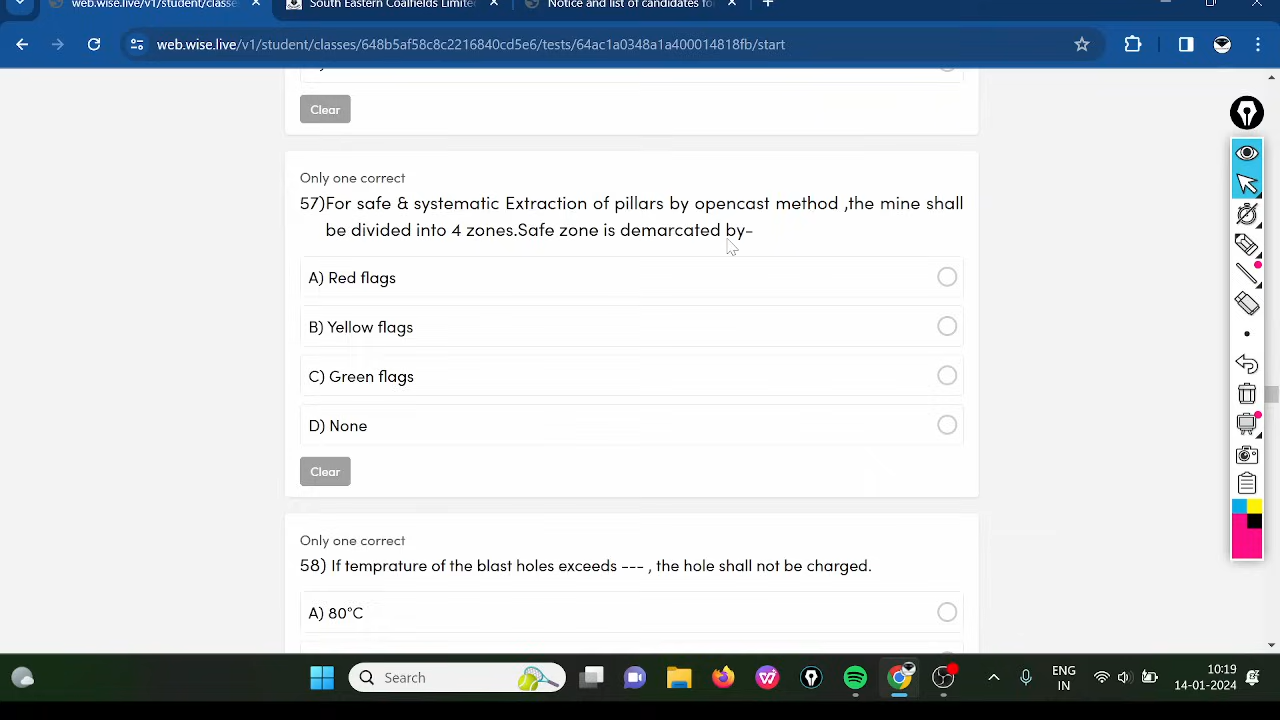 web.wise.live/v1/student/classe
South Eastern Coalfields Limite
Notice and list of candidates fo
web.wise.live/v1/student/classes/648b5af58c8c2216840cd5e6/tests/64ac1a0348a1a400014818fb/start
Clear
Only one correct
57)For safe & systematic Extraction of pillars by opencast method ,the mine shall
be divided into 4 zones.Safe zone is demarcated by-
A) Red flags
B) Yellow flags
C) Green flags
D) None
Clear
Only one correct
58) If temprature of the blast holes exceeds --- , the hole shall not be charged.
A) 80°C
Search
ENG
IN
10:19
14-01-2024